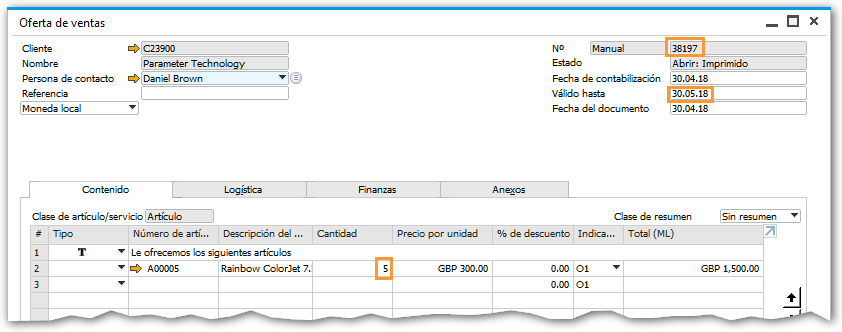 Oferta de ventas
Cliente C23900 Nº Manual 38197
Nombre Parameter Technology Estado Abrir: Imprimido
Persona de contacto Daniel Brown Fecha de contabilización 30.04.18
Referencia Válido hasta 30.05.18
Moneda local Fecha del documento 30.04.18
Contenido Logística Finanzas Anexos
Clase de artículo/servicio Artículo Clase de resumen Sin resumen
# Tipo Número de artí... Descripción del ... Cantidad Precio por unidad % de descuento Indica... Total (ML)
1 T Le ofrecemos los siguientes artículos
2 A00005 Rainbow ColorJet 7. 5 GBP 300.00 0.00 O1 GBP 1,500.00
3 0.00 O1